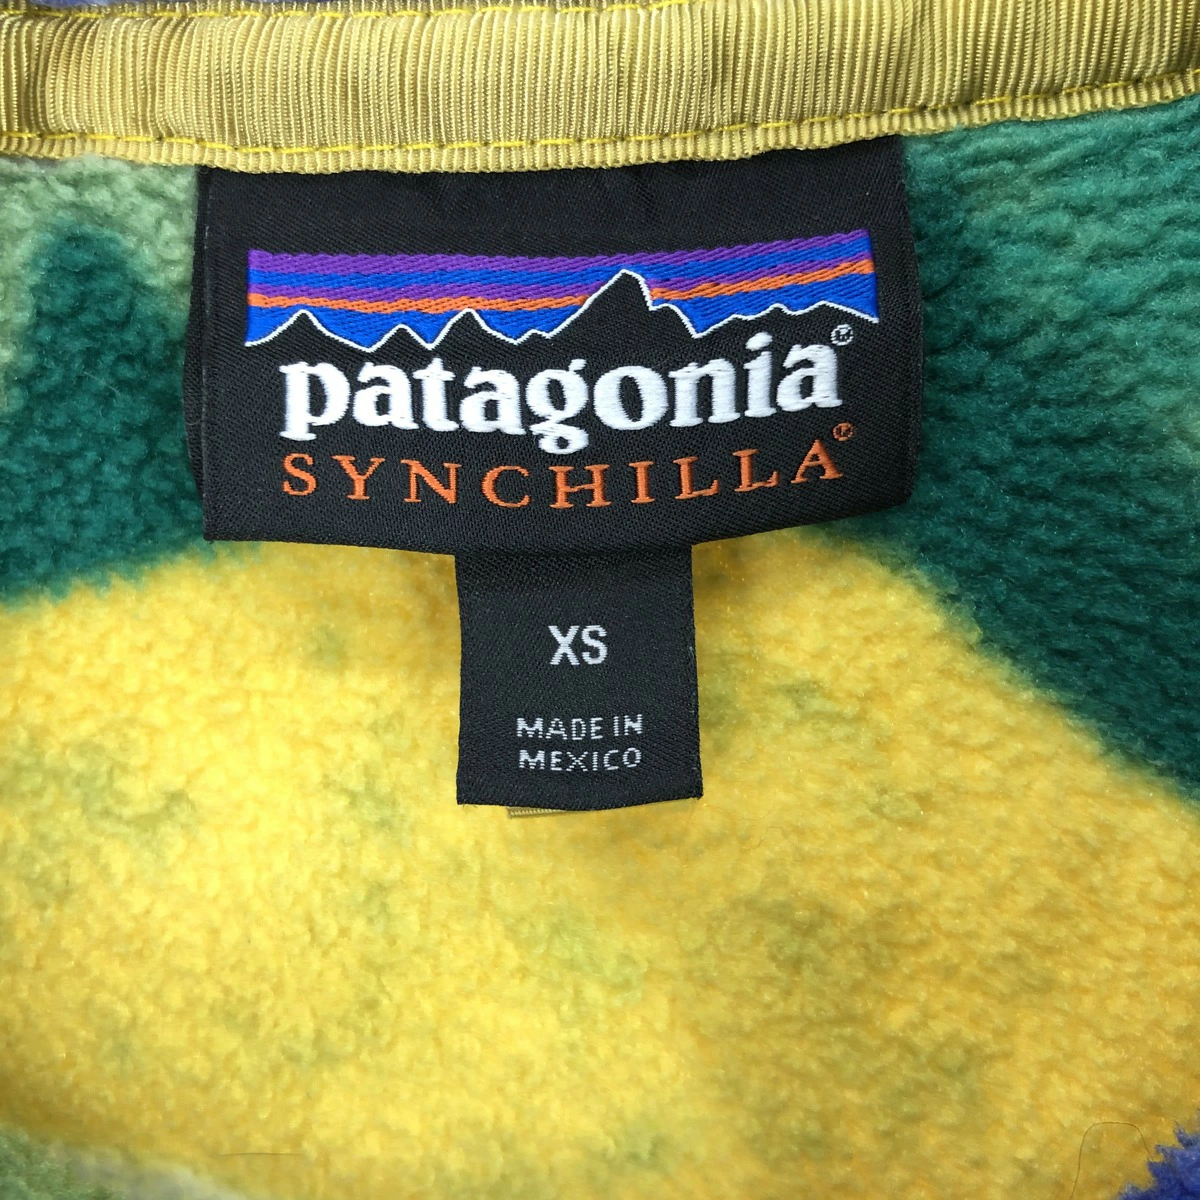 patagonia®
SYNCHILLA®
XS
MADE IN
MEXICO